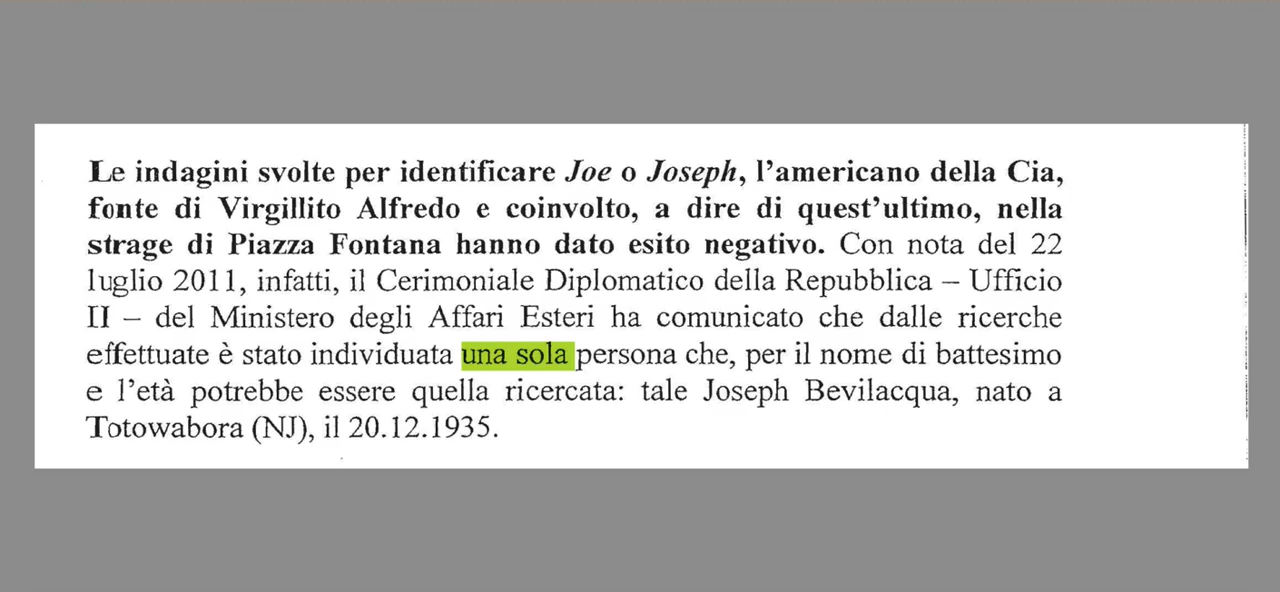 Le indagini svolte per identificare Joe o Joseph, l’americano della Cia,
fonte di Virgillito Alfredo e coinvolto, a dire di quest’ultimo, nella
strage di Piazza Fontana hanno dato esito negativo. Con nota del 22
luglio 2011, infatti, il Cerimoniale Diplomatico della Repubblica – Ufficio
II – del Ministero degli Affari Esteri ha comunicato che dalle ricerche
effettuate è stato individuata una sola persona che, per il nome di battesimo
e l’età potrebbe essere quella ricercata: tale Joseph Bevilacqua, nato a
Totowabora (NJ), il 20.12.1935.